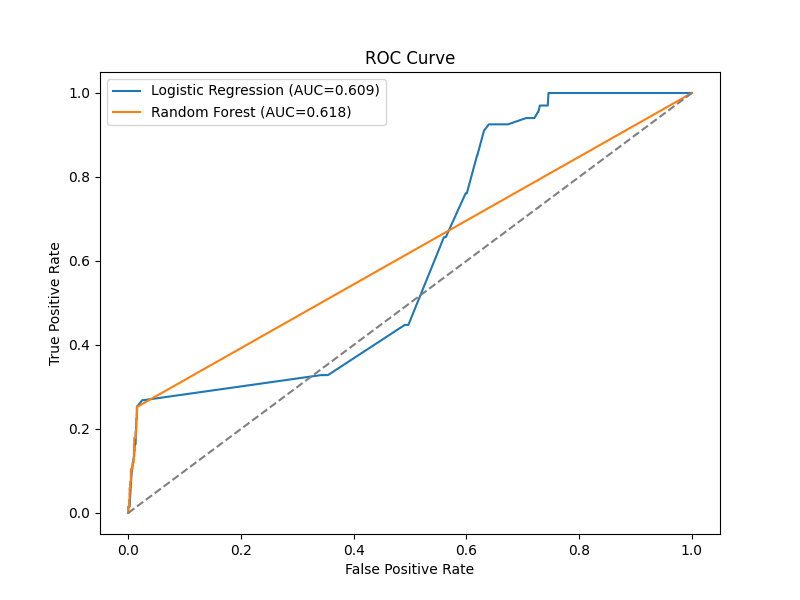 ROC Curve
Logistic Regression (AUC=0.609)
Random Forest (AUC=0.618)
True Positive Rate
1.0
0.8
0.6
0.4
0.2
0.0
0.0 0.2 0.4 0.6 0.8 1.0
False Positive Rate